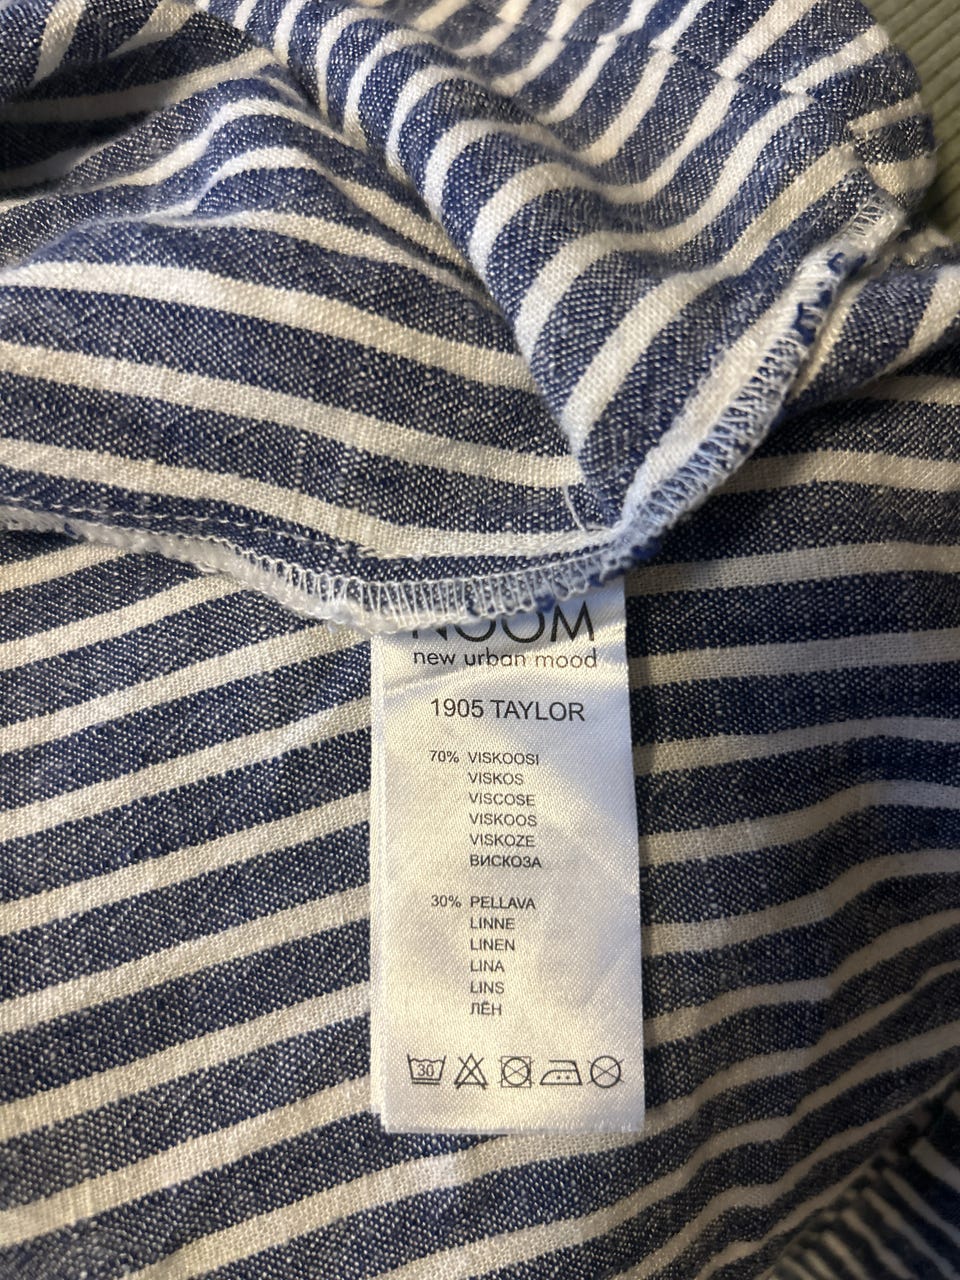 NOOM
new urban mood
1905 TAYLOR
70% VISKOOSI
VISKOS
VISCOSE
VISKOOS
VISKOZE
ВИСКОЗА
30% PELLAVA
LINNE
LINEN
LINA
LINS
ЛЁН
30